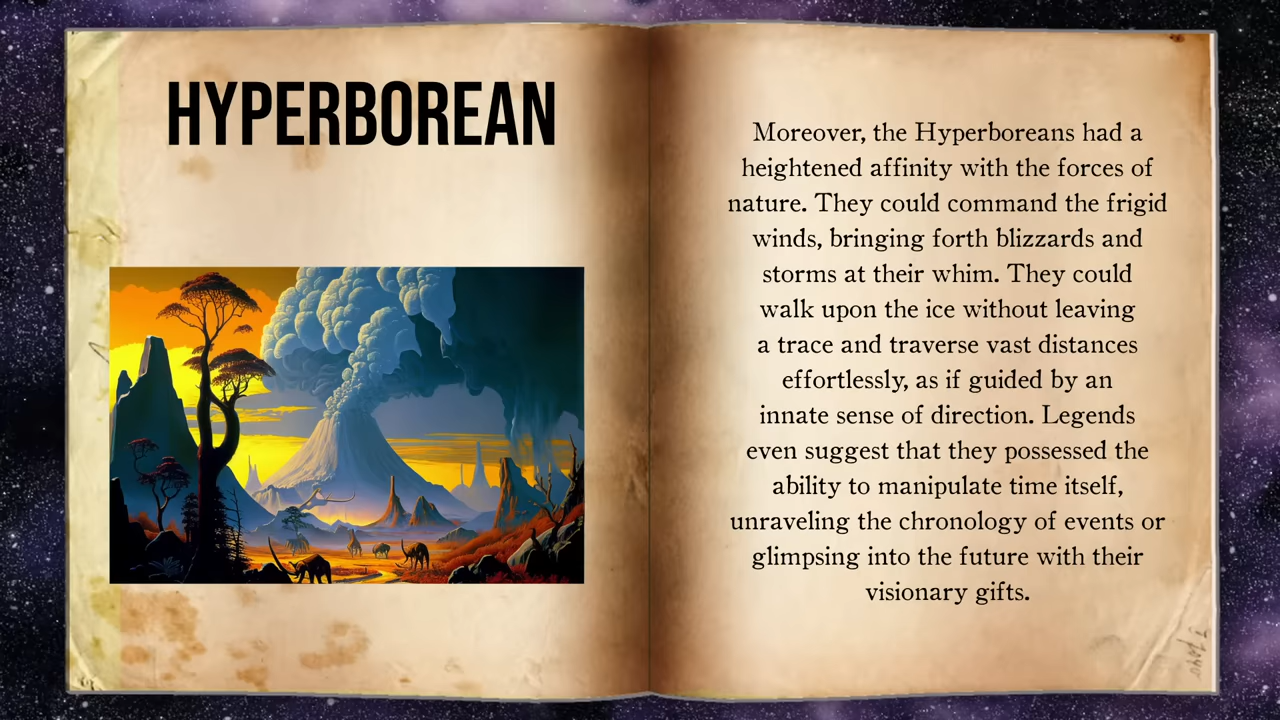 HYPERBOREAN
Moreover, the Hyperboreans had a
heightened affinity with the forces of
nature. They could command the frigid
winds, bringing forth blizzards and
storms at their whim. They could
walk upon the ice without leaving
a trace and traverse vast distances
effortlessly, as if guided by an
innate sense of direction. Legends
even suggest that they possessed the
ability to manipulate time itself,
unraveling the chronology of events or
glimpsing into the future with their
visionary gifts.